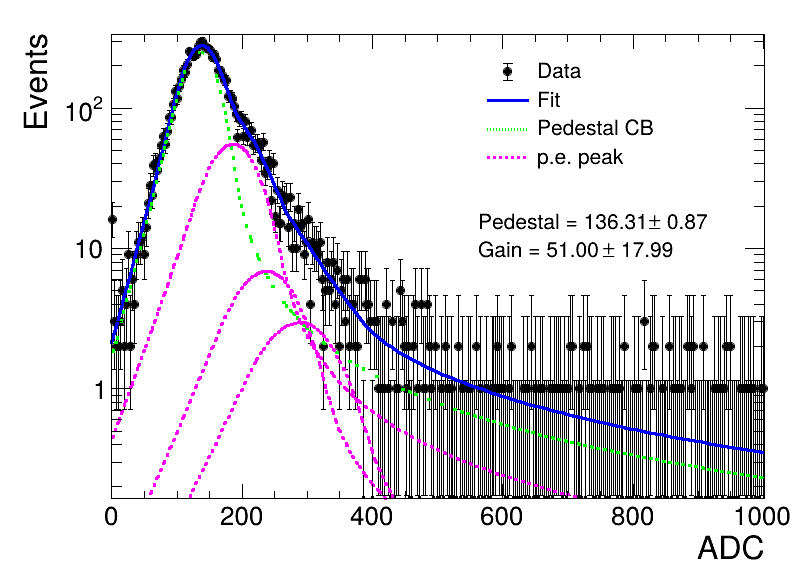 Events
10²
10
1
Data
Fit
Pedestal CB
p.e. peak
Pedestal = 136.31± 0.87
Gain = 51.00 ± 17.99
0 200 400 600 800 1000
ADC